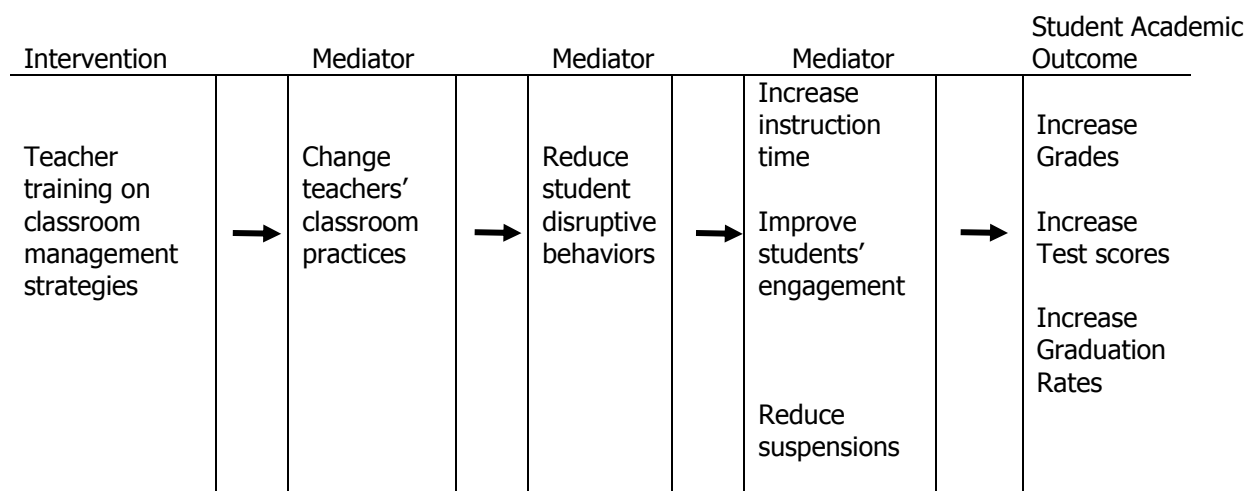 Student Academic
Intervention Mediator Mediator Mediator Outcome
Teacher
training on
classroom
management
strategies
Change
teachers’
classroom
practices
Reduce
student
disruptive
behaviors
Increase
instruction
time
Improve
students’
engagement
Reduce
suspensions
Increase
Grades
Increase
Test scores
Increase
Graduation
Rates